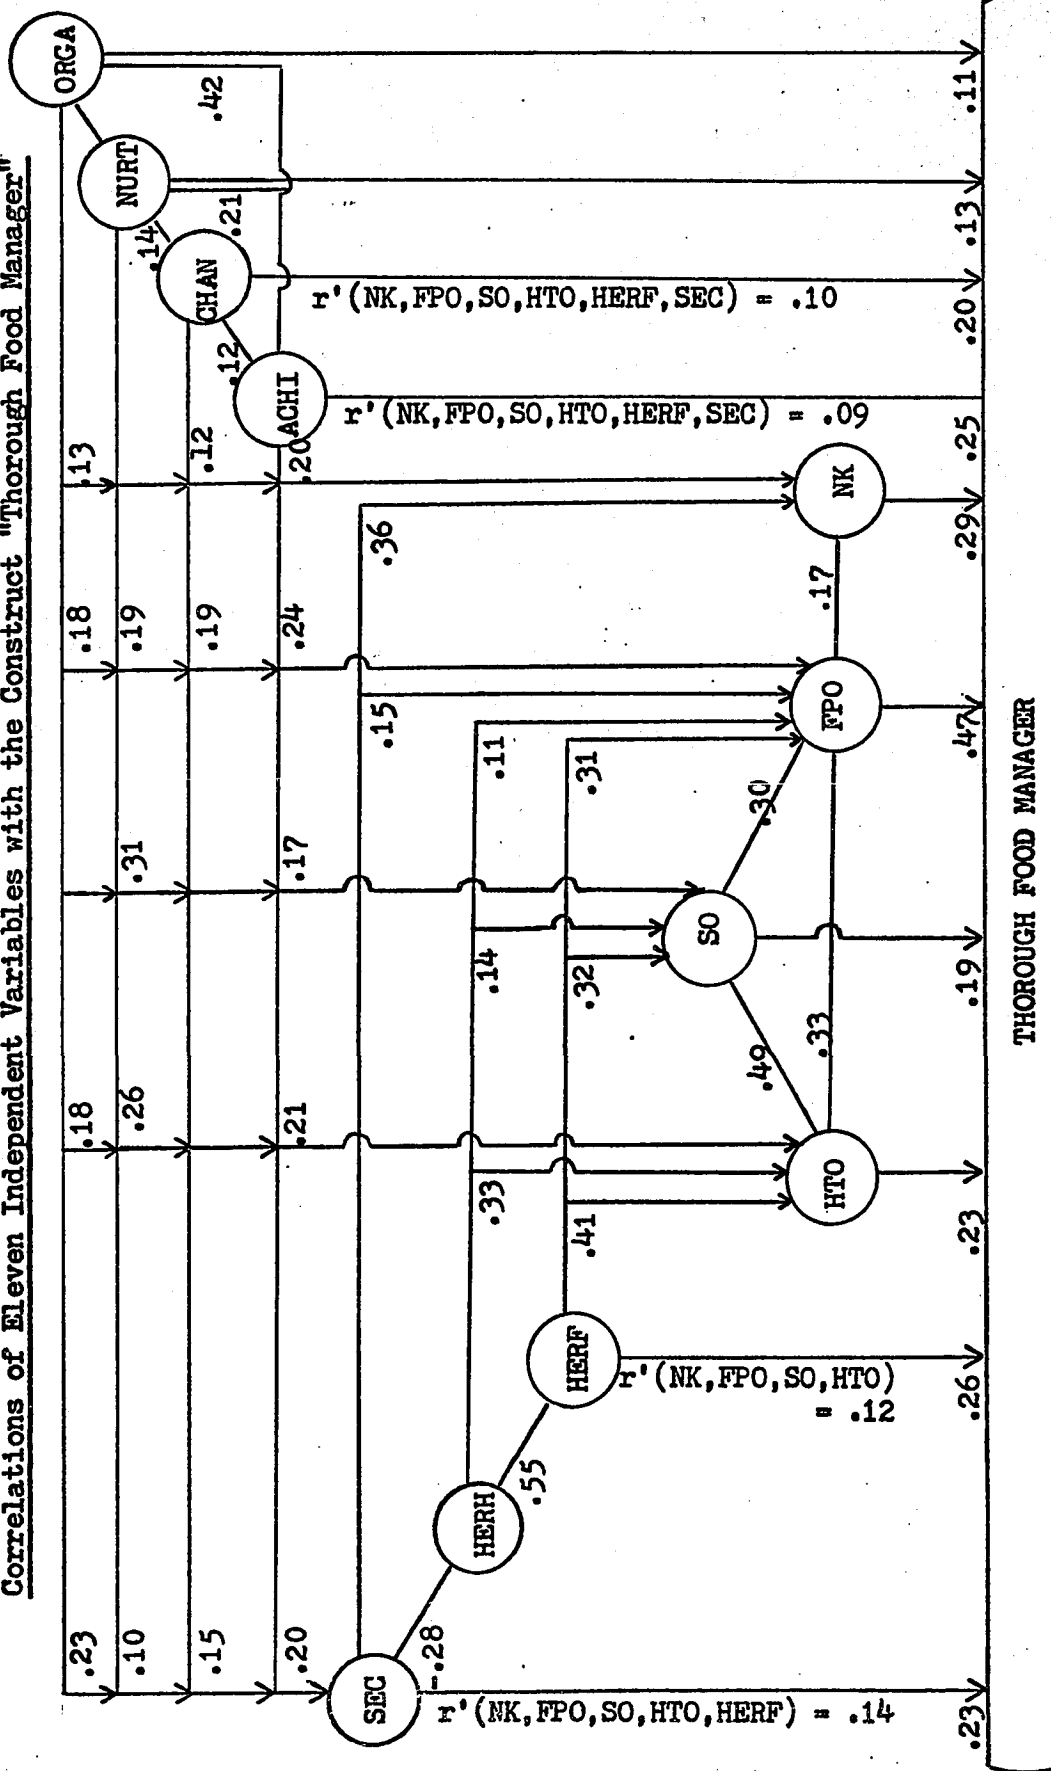 Correlations of Eleven Independent Variables with the Construct "Thorough Food Manager"
ORGA
.23
.18
.18
.13
.10
.26
.31
.19
NURT
.14
.15
.19
.12
CHAN
.42
.12
.21
.20
.21
.17
.24
.20
ACHI
r'(NK,FPO,SO,HTO,HERF,SEC) = .10
r'(NK,FPO,SO,HTO,HERF,SEC) = .09
SEC
.15
.36
-.28
r'(NK,FPO,SO,HTO,HERF) = .14
HERH
.33
.14
.11
.55
HERF
.41
.32
.31
r'(NK,FPO,SO,HTO)
= .12
SO
.49
.30
HTO
.33
FPO
.17
NK
.23
.26
.23
.19
.47
.29
.25
.20
.13
.11
THOROUGH FOOD MANAGER